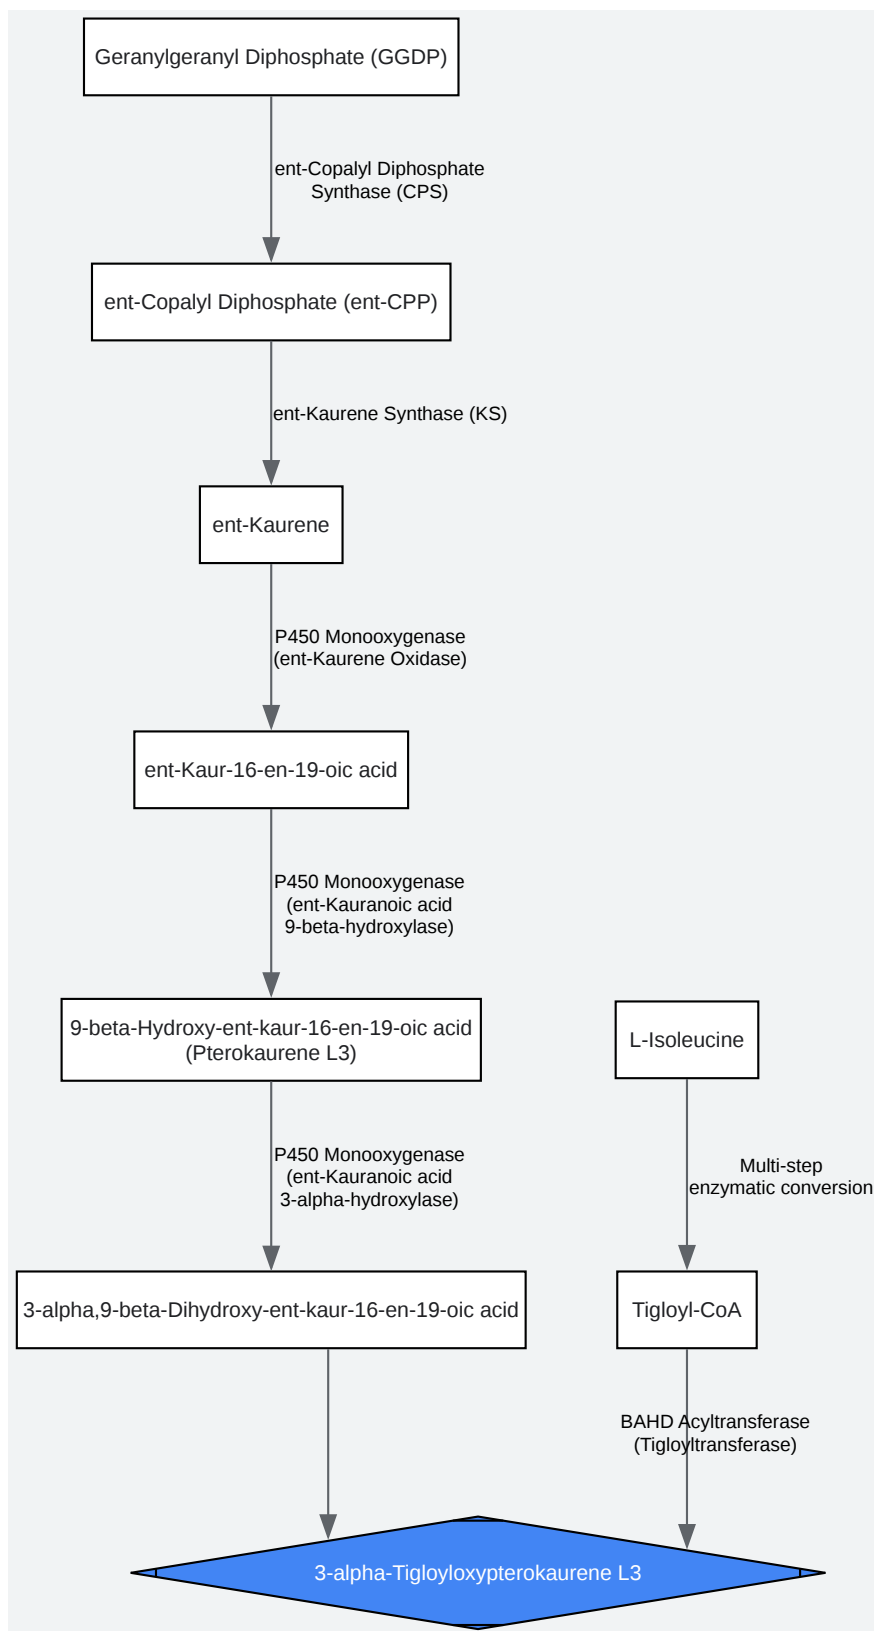 Geranylgeranyl Diphosphate (GGDP)
ent-Copalyl Diphosphate
Synthase (CPS)
ent-Copalyl Diphosphate (ent-CPP)
ent-Kaurene Synthase (KS)
ent-Kaurene
P450 Monooxygenase
(ent-Kaurene Oxidase)
ent-Kaur-16-en-19-oic acid
P450 Monooxygenase
(ent-Kauranoic acid
9-beta-hydroxylase)
9-beta-Hydroxy-ent-kaur-16-en-19-oic acid
(Pterokaurene L3)
L-Isoleucine
P450 Monooxygenase
(ent-Kauranoic acid
3-alpha-hydroxylase)
Multi-step
enzymatic conversion
3-alpha,9-beta-Dihydroxy-ent-kaur-16-en-19-oic acid
Tigloyl-CoA
BAHD Acyltransferase
(Tigloyltransferase)
3-alpha-Tigloyloxypterokaurene L3